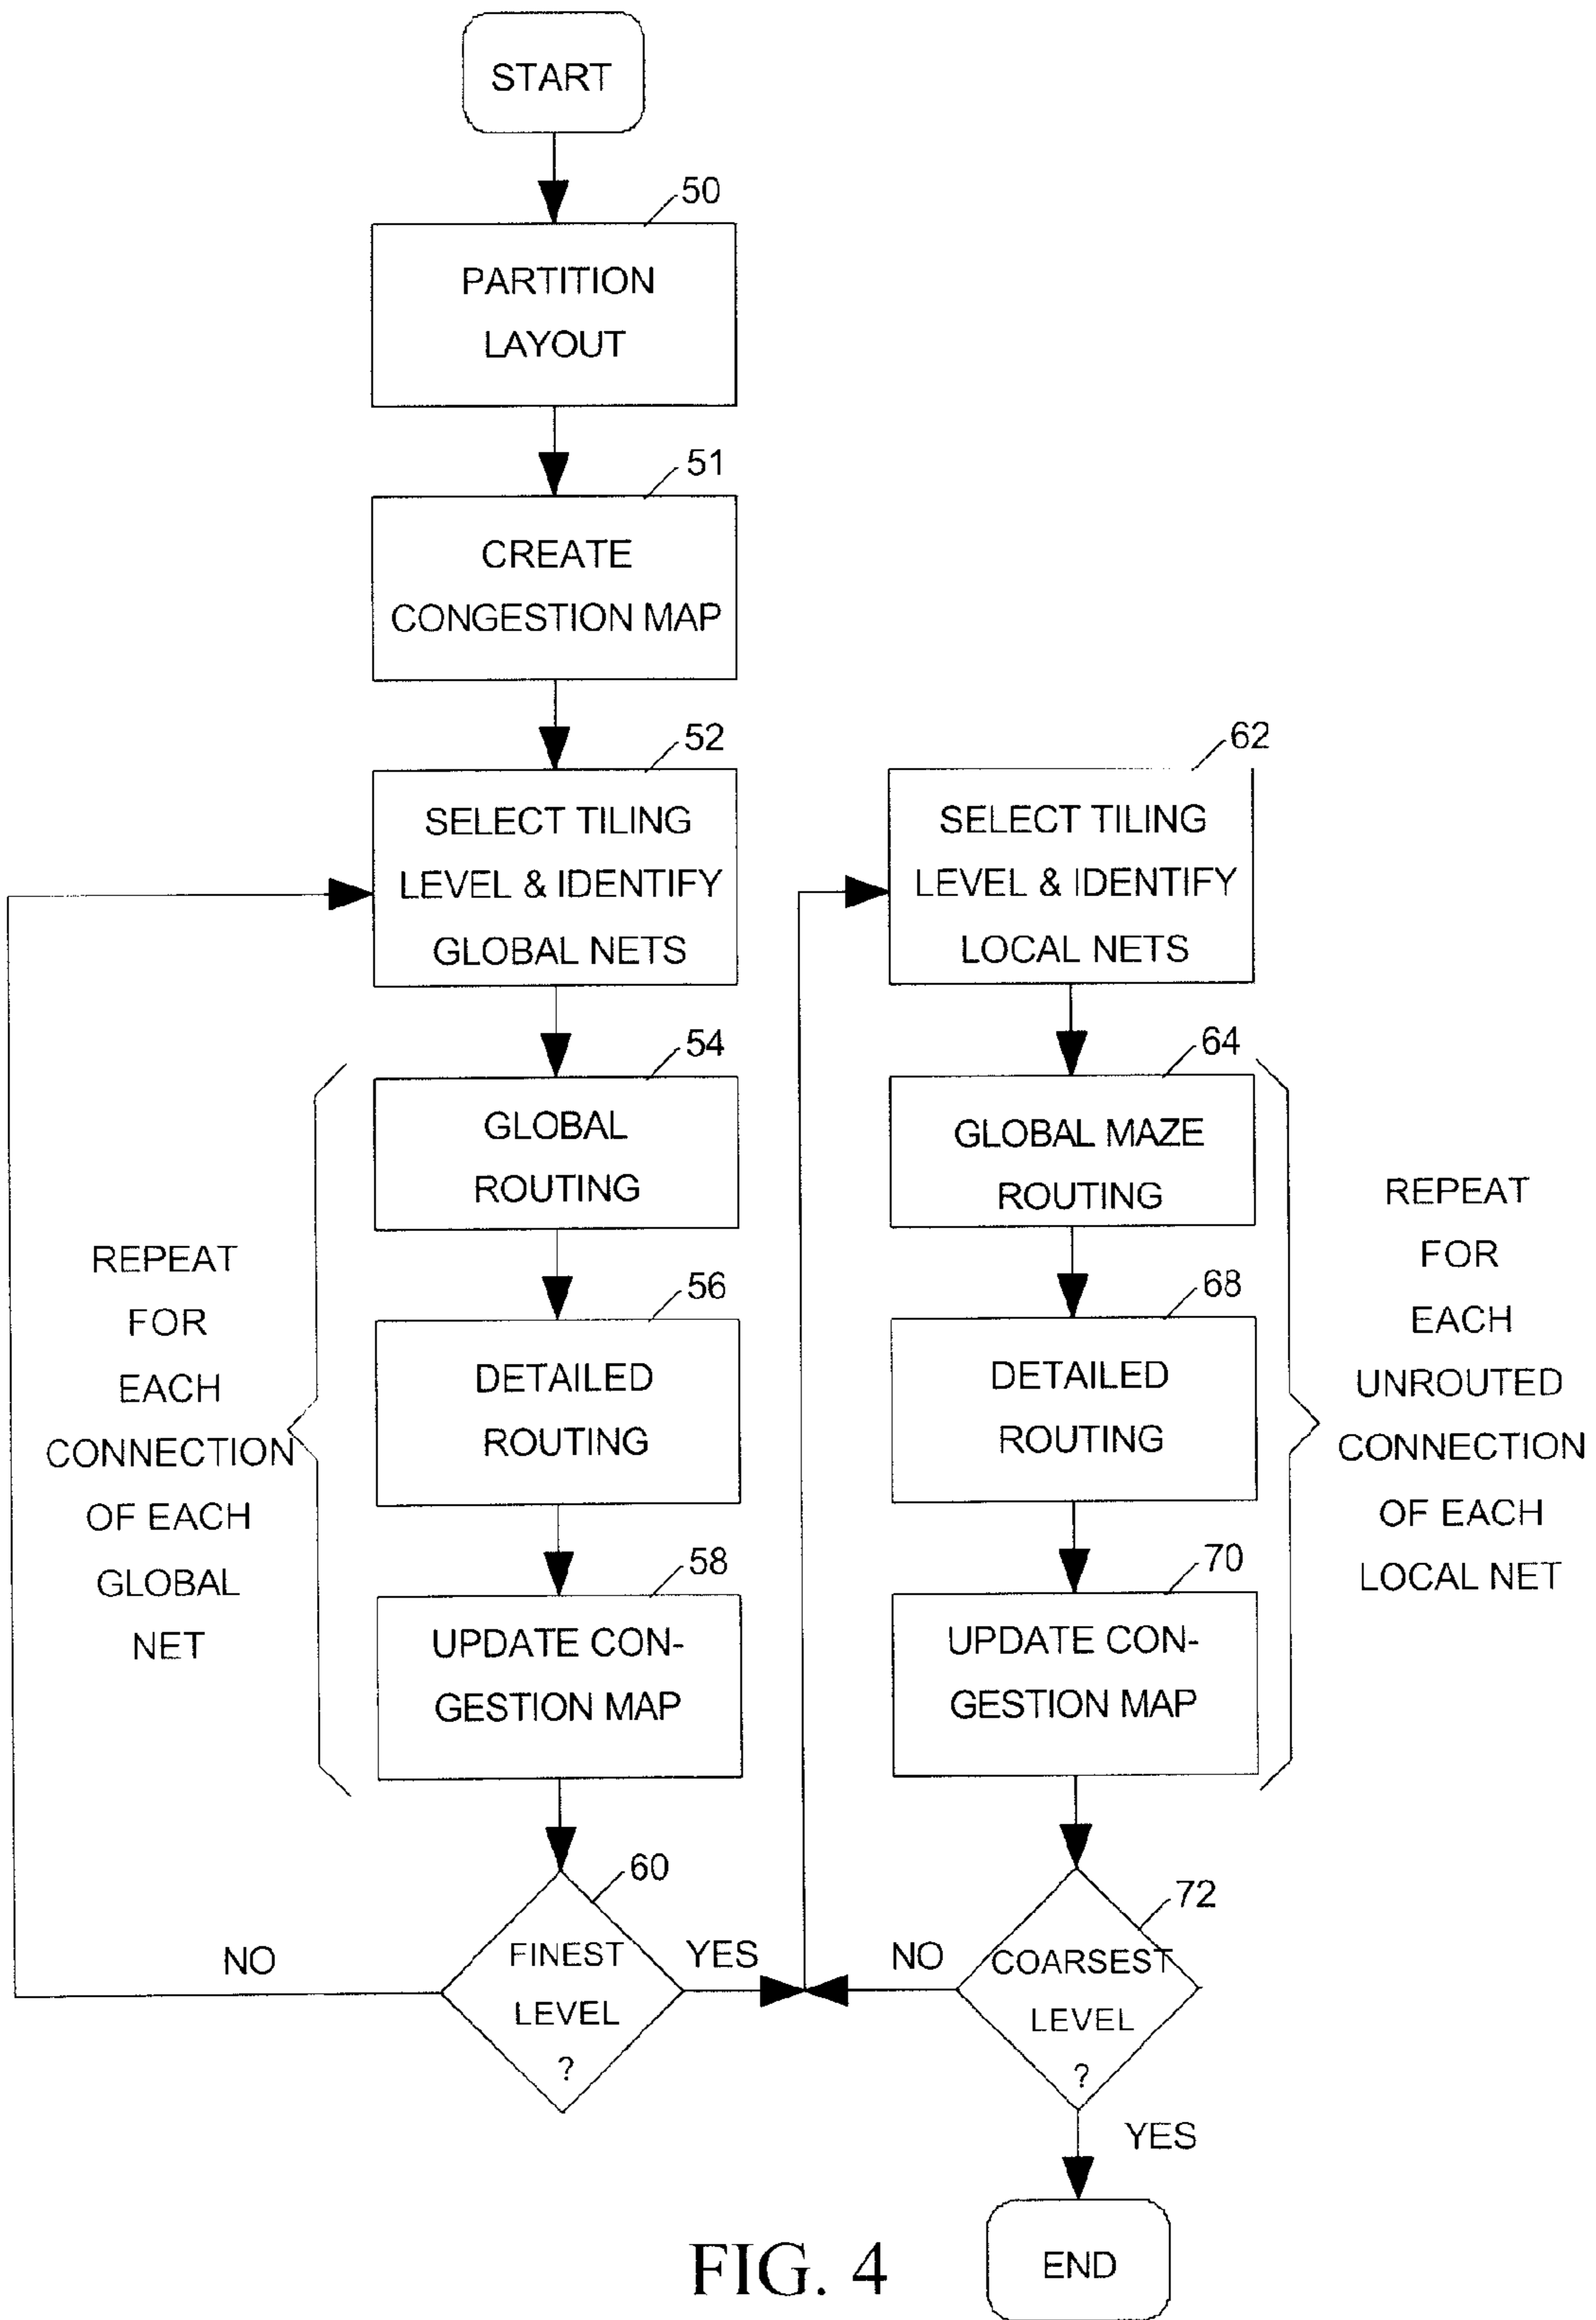 START
50
PARTITION
LAYOUT
51
CREATE
CONGESTION MAP
52
SELECT TILING
LEVEL & IDENTIFY
GLOBAL NETS
54
GLOBAL
ROUTING
56
DETAILED
ROUTING
58
UPDATE CON-
GESTION MAP
REPEAT
FOR
EACH
CONNECTION
OF EACH
GLOBAL
NET
60
FINEST
LEVEL
?
NO
YES
62
SELECT TILING
LEVEL & IDENTIFY
LOCAL NETS
64
GLOBAL MAZE
ROUTING
68
DETAILED
ROUTING
70
UPDATE CON-
GESTION MAP
REPEAT
FOR
EACH
UNROUTED
CONNECTION
OF EACH
LOCAL NET
72
COARSEST
LEVEL
?
NO
YES
END
FIG. 4